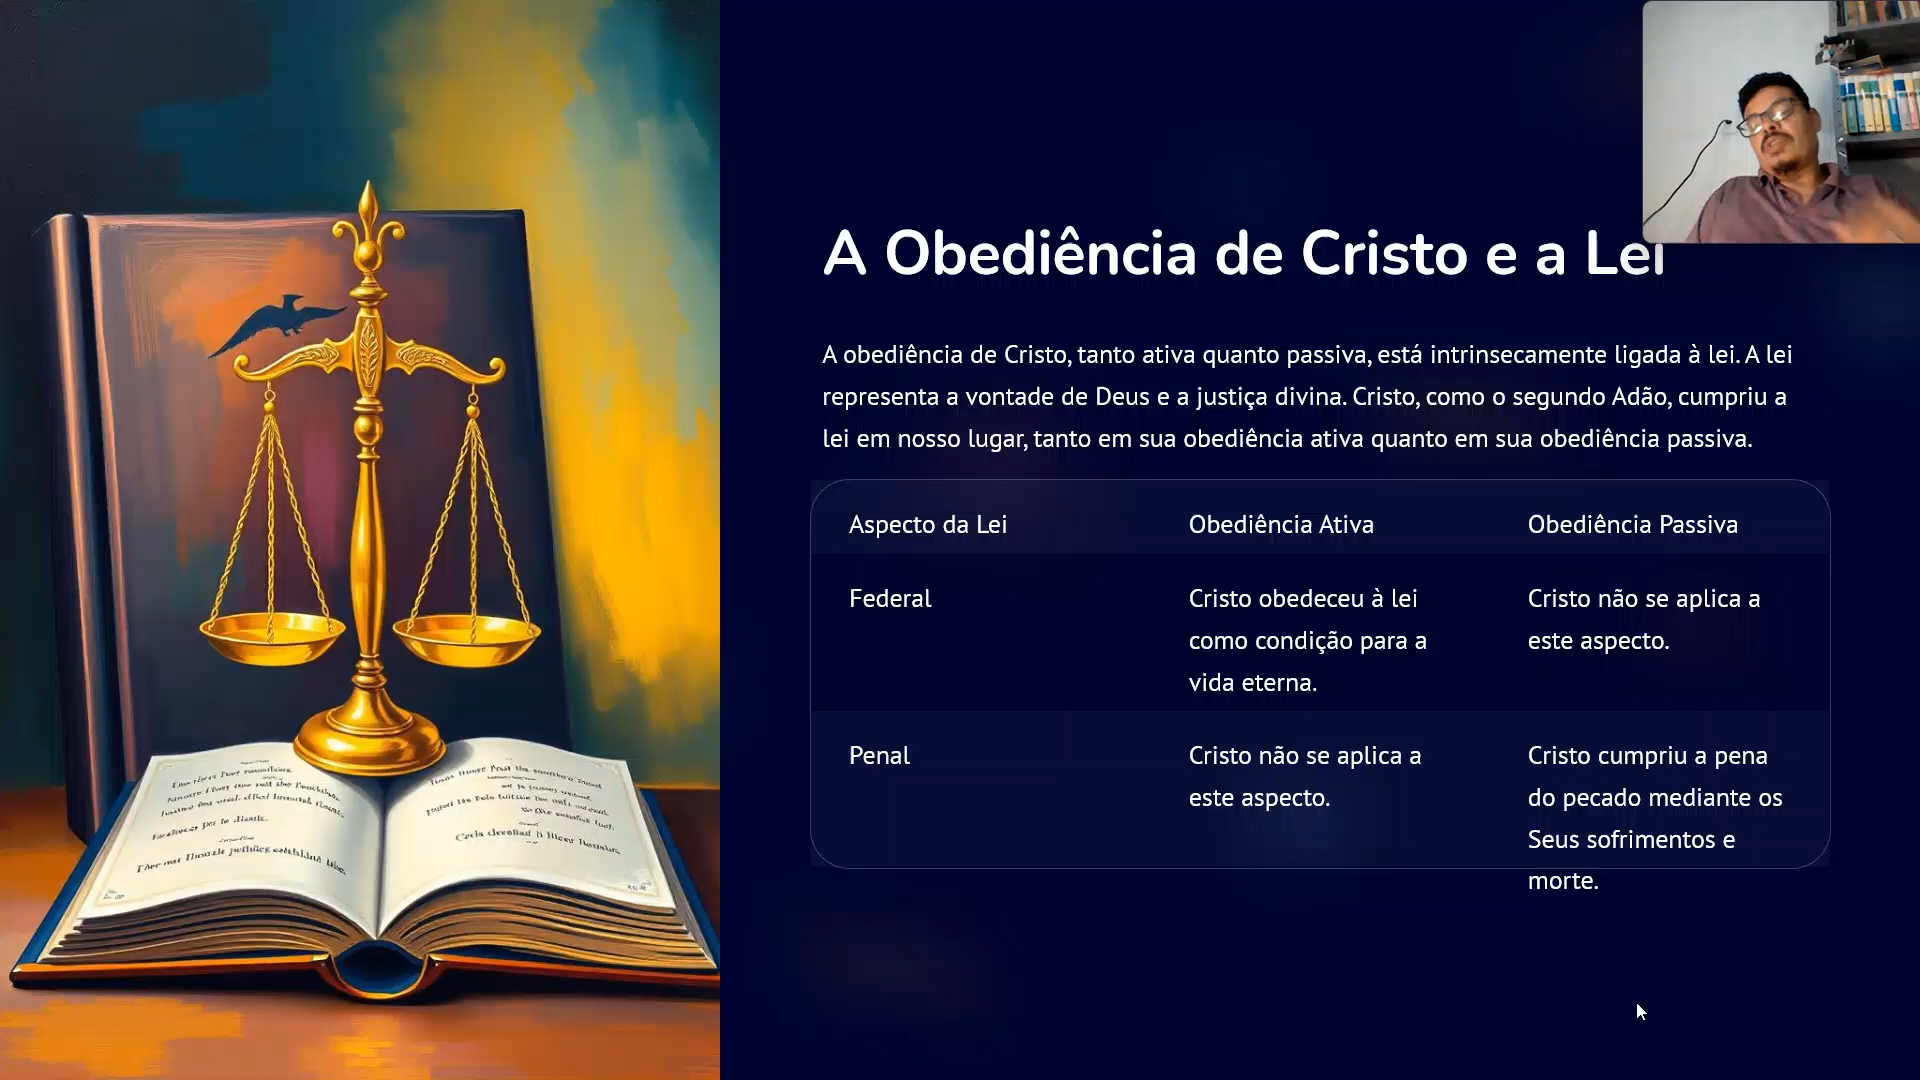 A Obediência de Cristo e a Lei
A obediência de Cristo, tanto ativa quanto passiva, está intrinsecamente ligada à lei. A lei
representa a vontade de Deus e a justiça divina. Cristo, como o segundo Adão, cumpriu a
lei em nosso lugar, tanto em sua obediência ativa quanto em sua obediência passiva.
Aspecto da Lei
Obediência Ativa
Obediência Passiva
Federal
Cristo obedeceu à lei
como condição para a
vida eterna.
Cristo não se aplica a
este aspecto.
Penal
Cristo não se aplica a
este aspecto.
Cristo cumpriu a pena
do pecado mediante os
Seus sofrimentos e
morte.